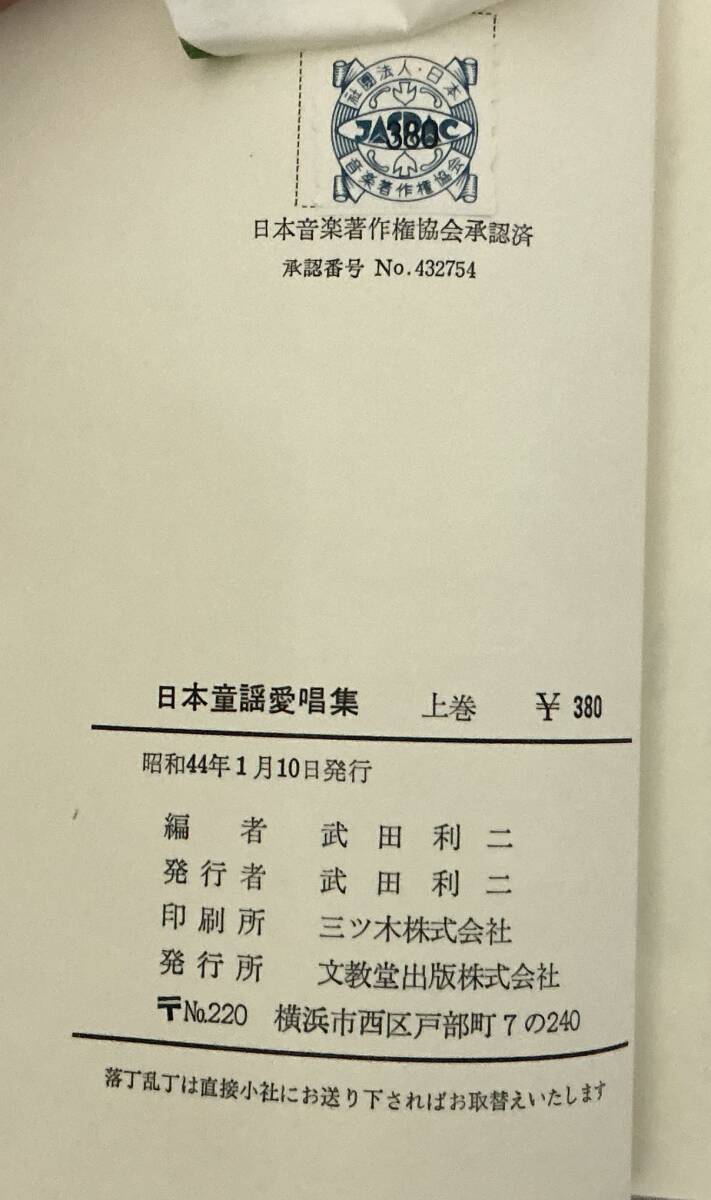 社團法人・日本
JASRAC
380
音楽著作権協会
日本音楽著作権協会承認済
承認番号 No.432754
日本童謡愛唱集 上巻 ¥ 380
昭和44年1月10日発行
編者 武田利二
発行者 武田利二
印刷所 三ツ木株式会社
発行所 文教堂出版株式会社
〒No.220 横浜市西区戸部町7の240
落丁乱丁は直接小社にお送り下さればお取替えいたします